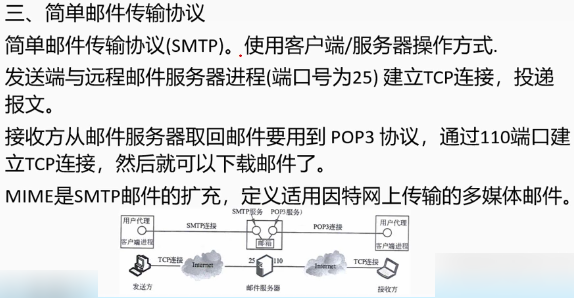 三、简单邮件传输协议
简单邮件传输协议(SMTP)。使用客户端/服务器操作方式.
发送端与远程邮件服务器进程(端口号为25) 建立TCP连接，投递
报文。
接收方从邮件服务器取回邮件要用到 POP3 协议，通过110端口建
立TCP连接，然后就可以下载邮件了。
MIME是SMTP邮件的扩充，定义适用因特网上传输的多媒体邮件。
SMTP服务 POP3服务）
用户代理 SMTP连接 POP3连接 用户代理
客户端进程 邮箱 客户端进程
TCP连接 Internet 25 110 Internet TCP连接
发送方 邮件服务器 接收方